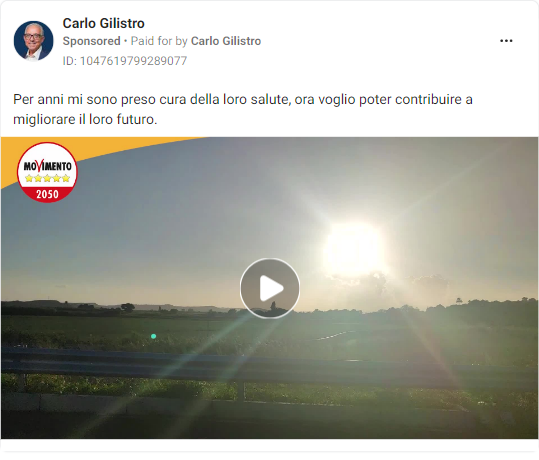 Carlo Gilistro
Sponsored • Paid for by Carlo Gilistro
ID: 1047619799289077
Per anni mi sono preso cura della loro salute, ora voglio poter contribuire a
migliorare il loro futuro.
MOVIMENTO
2050